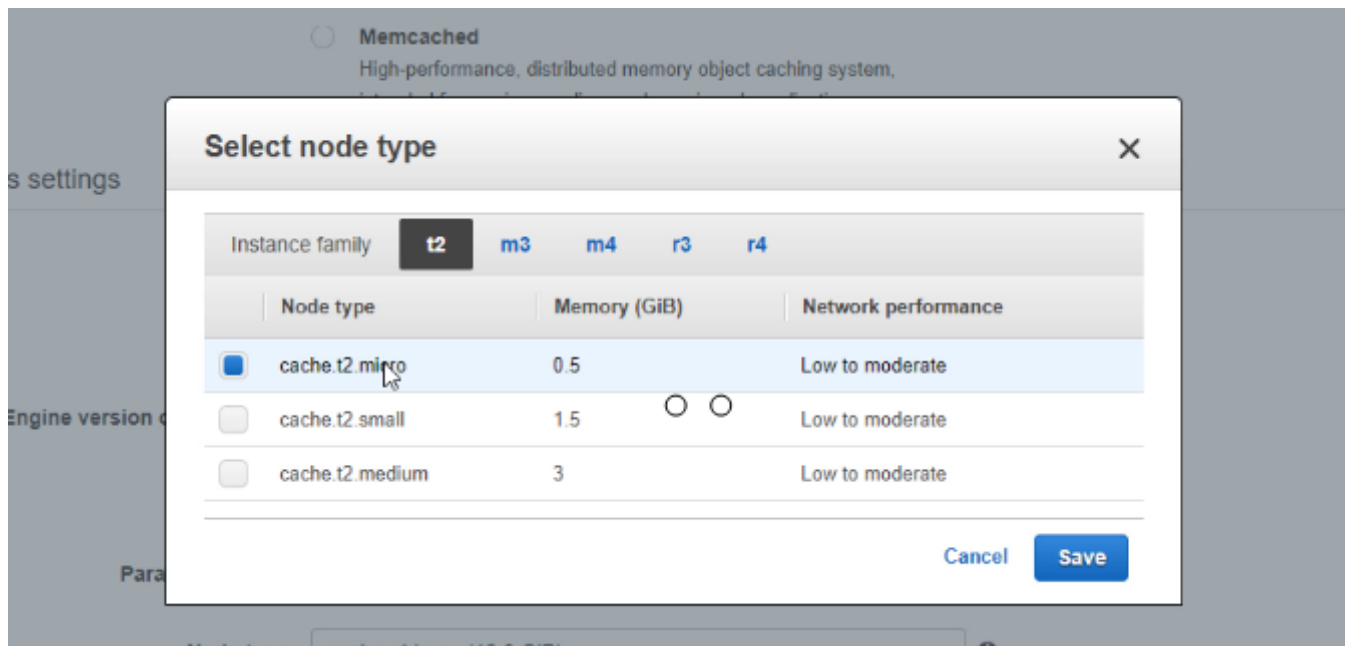 Memcached
High-performance, distributed memory object caching system,
Select node type
s settings
Instance family t2 m3 m4 r3 r4
Node type Memory (GiB) Network performance
cache.t2.micro 0.5 Low to moderate
Engine version c
cache.t2.small 1.5 Low to moderate
cache.t2.medium 3 Low to moderate
Cancel Save
Para